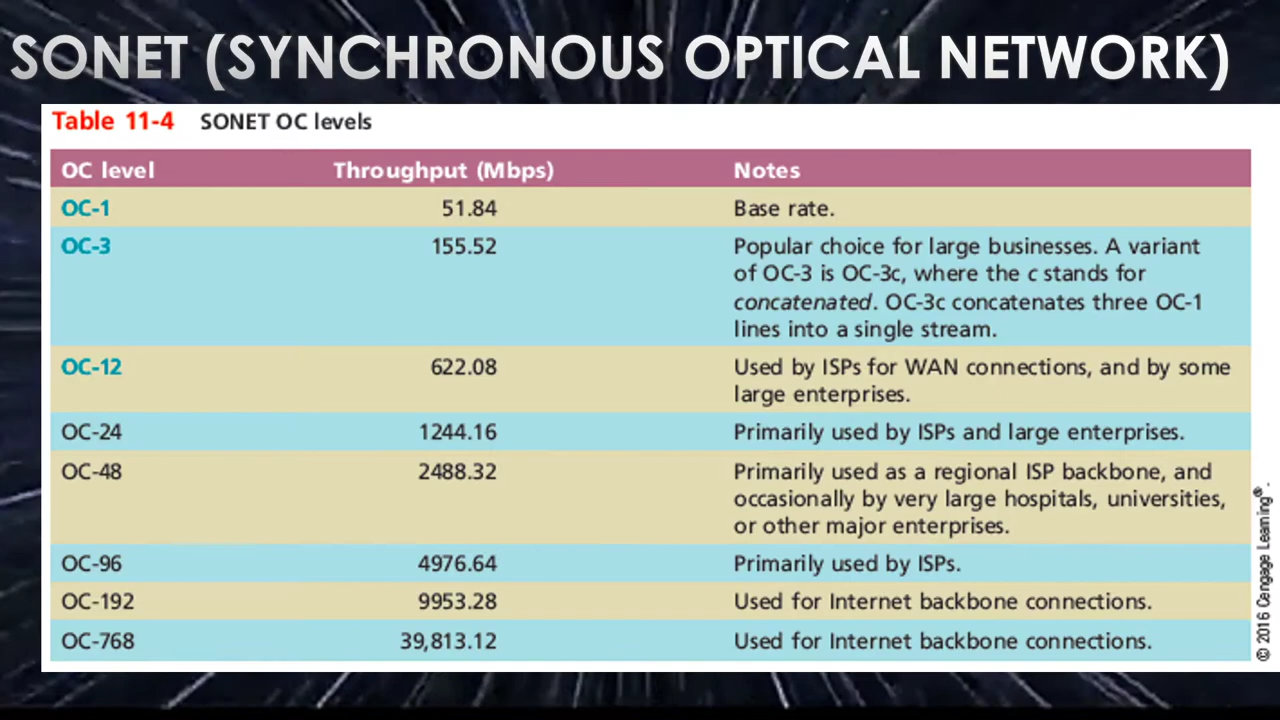 SONET (SYNCHRONOUS OPTICAL NETWORK)
Table 11-4 SONET OC levels
OC level Throughput (Mbps) Notes
OC-1 51.84 Base rate.
OC-3 155.52 Popular choice for large businesses. A variant
of OC-3 is OC-3c, where the c stands for
concatenated. OC-3c concatenates three OC-1
lines into a single stream.
OC-12 622.08 Used by ISPs for WAN connections, and by some
large enterprises.
OC-24 1244.16 Primarily used by ISPs and large enterprises.
OC-48 2488.32 Primarily used as a regional ISP backbone, and
occasionally by very large hospitals, universities,
or other major enterprises.
OC-96 4976.64 Primarily used by ISPs.
OC-192 9953.28 Used for Internet backbone connections.
OC-768 39,813.12 Used for Internet backbone connections.
© 2016 Cengage Learning®.